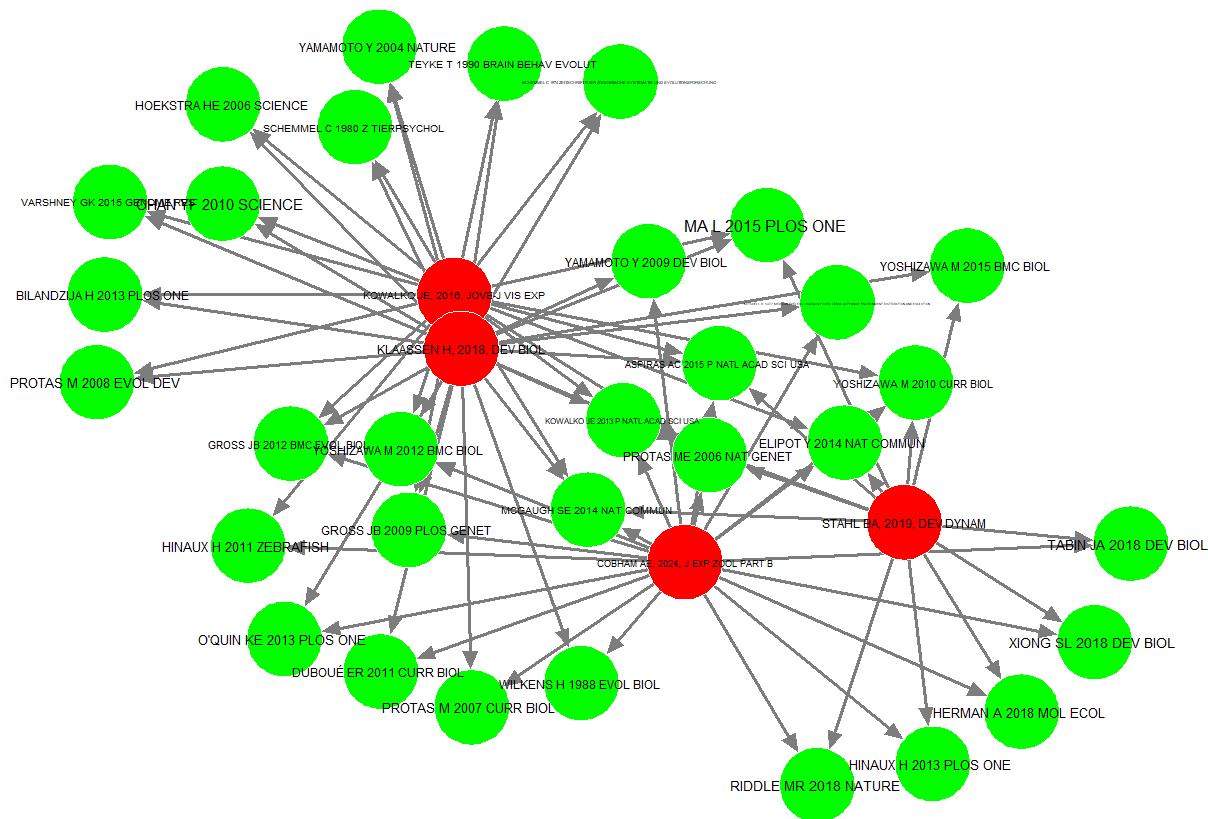 YAMAMOTO Y 2004 NATURE
TEYKE T 1990 BRAIN BEHAV EVOLUT
HOEKSTRA HE 2006 SCIENCE
SCHEMMEL C 1980 Z TIERPSYCHOL
VARSHNEY GK 2015 GENOME RES
CHAN YF 2010 SCIENCE
MA L 2015 PLOS ONE
YAMAMOTO Y 2009 DEV BIOL
YOSHIZAWA M 2015 BMC BIOL
BILANDZIJA H 2013 PLOS ONE
KOWALKO JE, 2016, JOVE-J VIS EXP
KLAASSEN H, 2018, DEV BIOL
ASPIRAS AC 2015 P NATL ACAD SCI USA
PROTAS M 2008 EVOL DEV
YOSHIZAWA M 2010 CURR BIOL
KOWALKO JE 2013 P NATL ACAD SCI USA
GROSS JB 2012 BMC EVOL BIOL
YOSHIZAWA M 2012 BMC BIOL
PROTAS ME 2006 NAT GENET
ELIPOT Y 2014 NAT COMMUN
MCGAUGH SE 2014 NAT COMMUN
STAHL BA, 2019, DEV DYNAM
GROSS JB 2009 PLOS GENET
HINAUX H 2011 ZEBRAFISH
TABIN JA 2018 DEV BIOL
COBHAM AE, 2024, J EXP ZOOL PART B
O'QUIN KE 2013 PLOS ONE
XIONG SL 2018 DEV BIOL
DUBOUÉ ER 2011 CURR BIOL
WILKENS H 1988 EVOL BIOL
PROTAS M 2007 CURR BIOL
HERMAN A 2018 MOL ECOL
HINAUX H 2013 PLOS ONE
RIDDLE MR 2018 NATURE